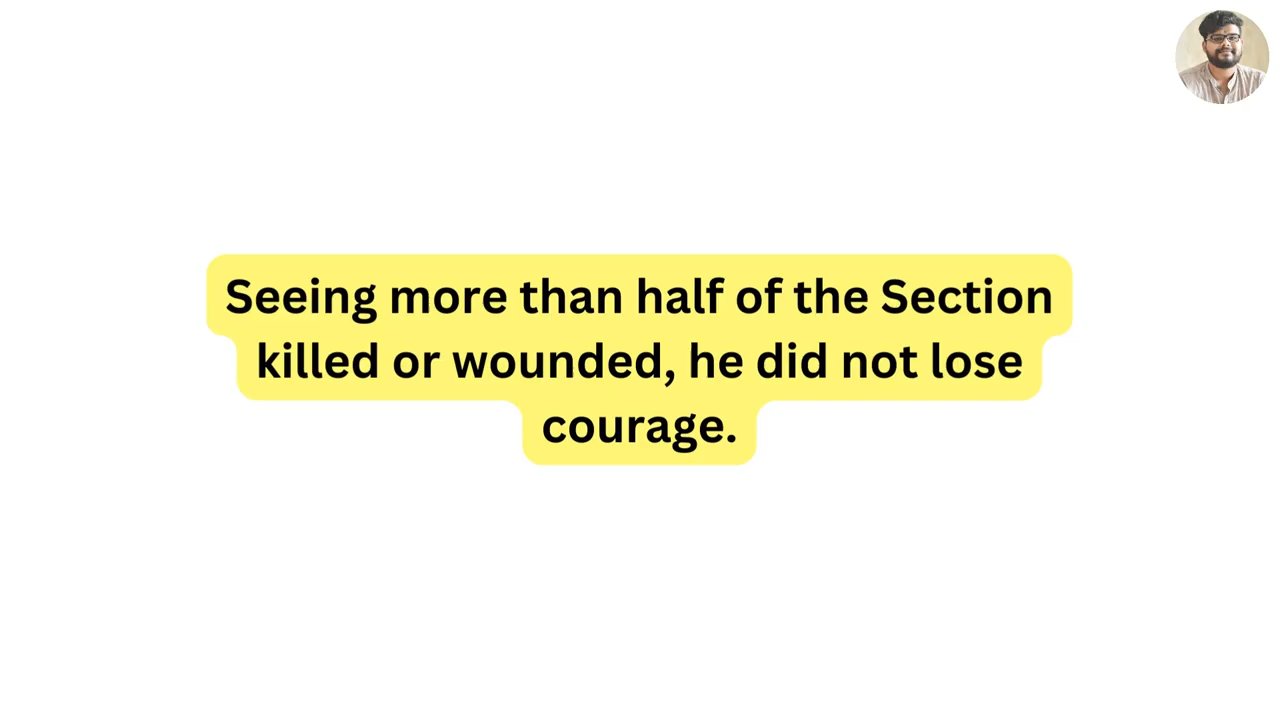 Seeing more than half of the Section
killed or wounded, he did not lose
courage.